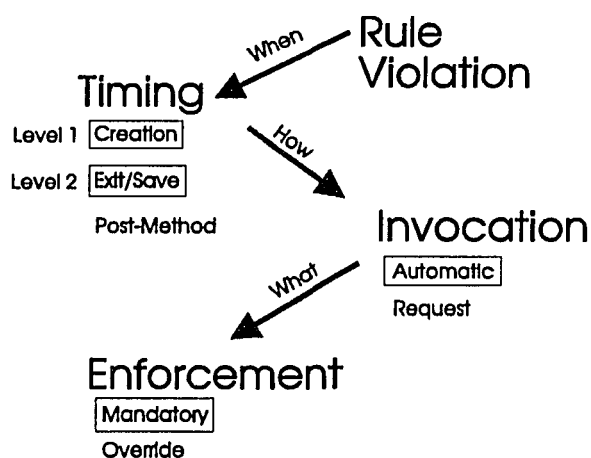 Rule
Violation
When
Timing
Level 1 Creation
Level 2 Exit/Save
Post-Method
How
Invocation
Automatic
Request
What
Enforcement
Mandatory
Override